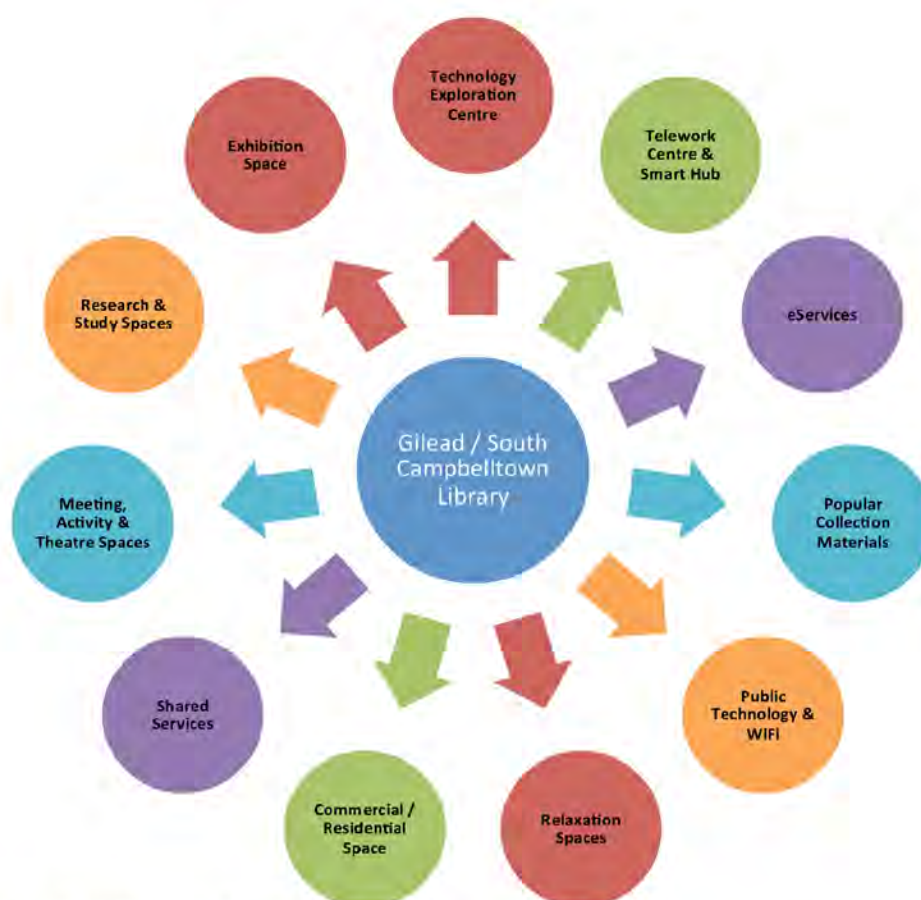 Technology
Exploration
Centre
Telework
Centre &
Smart Hub
eServices
Popular
Collection
Materials
Public
Technology &
WiFi
Relaxation
Spaces
Commercial /
Residential
Space
Shared
Services
Meeting,
Activity &
Theatre Spaces
Research &
Study Spaces
Exhibition
Space
Gilead / South
Campbelltown
Library